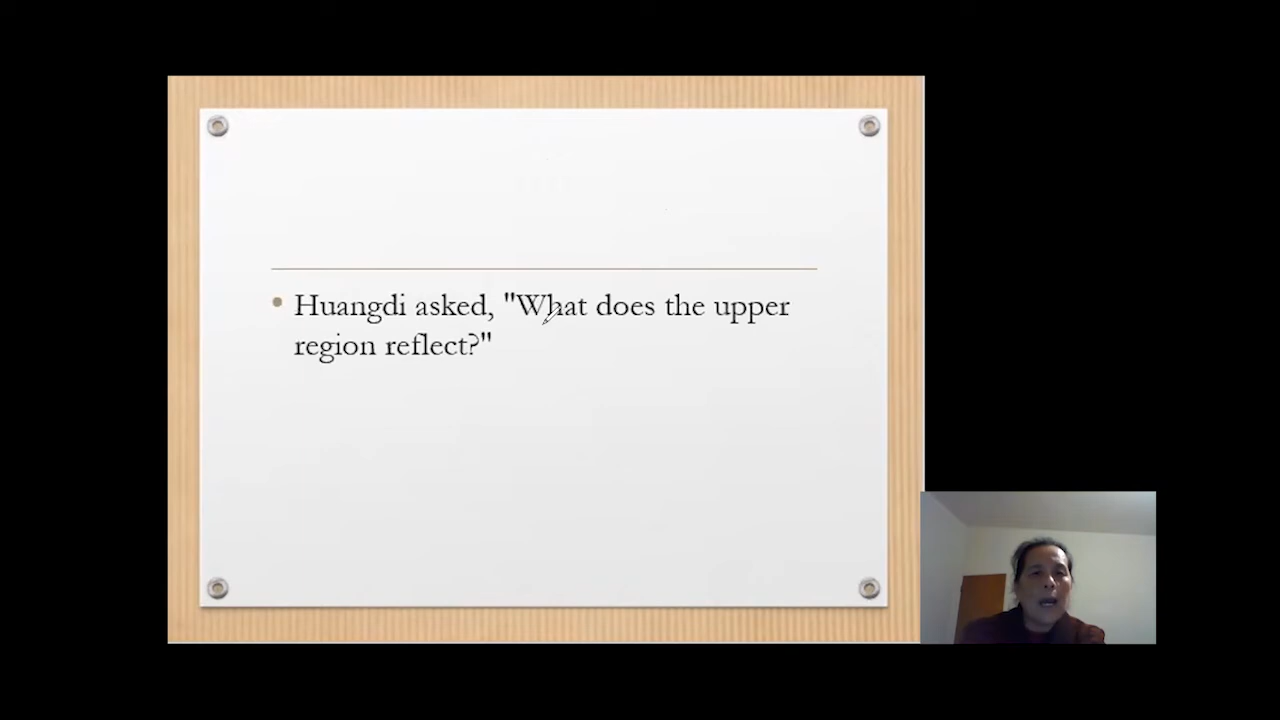 Huangdi asked, "What does the upper
region reflect?"